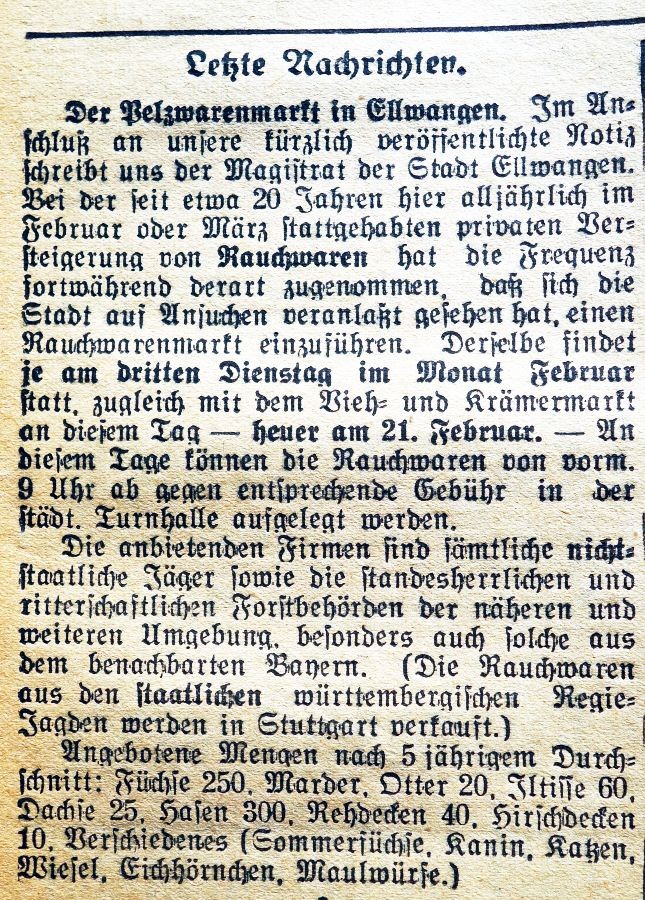 Letzte Nachrichten.
Der Pelzwarenmarkt in Ellwangen. Im An-
schluß an unsere kürzlich veröffentlichte Notiz
schreibt uns der Magistrat der Stadt Ellwangen.
Bei der seit etwa 20 Jahren hier alljährlich im
Februar oder März stattgehabten privaten Ver-
steigerung von Rauchwaren hat die Frequenz
fortwährend derart zugenommen, daß sich die
Stadt auf Ansuchen veranlaßt gesehen hat, einen
Rauchwarenmarkt einzuführen. Derselbe findet
je am dritten Dienstag im Monat Februar
statt, zugleich mit dem Vieh- und Krämermarkt
an diesem Tag — heuer am 21. Februar. — An
diesem Tage können die Rauchwaren von vorm.
9 Uhr ab gegen entsprechende Gebühr in der
städt. Turnhalle aufgelegt werden.
Die anbietenden Firmen sind sämtliche nicht-
staatliche Jäger sowie die standesherrlichen und
ritterschaftlichen Forstbehörden der näheren und
weiteren Umgebung, besonders auch solche aus
dem benachbarten Bayern. (Die Rauchwaren
aus den staatlichen württembergischen Regie-
Jagden werden in Stuttgart verkauft.)
Angebotene Mengen nach 5 jährigem Durch-
schnitt: Füchse 250, Marder, Otter 20, Iltisse 60,
Dachse 25, Hasen 300, Rehdecken 40, Hirschdecken
10, Verschiedenes (Sommerfüchse, Kanin, Katzen,
Wiesel, Eichhörnchen, Maulwürfe.)